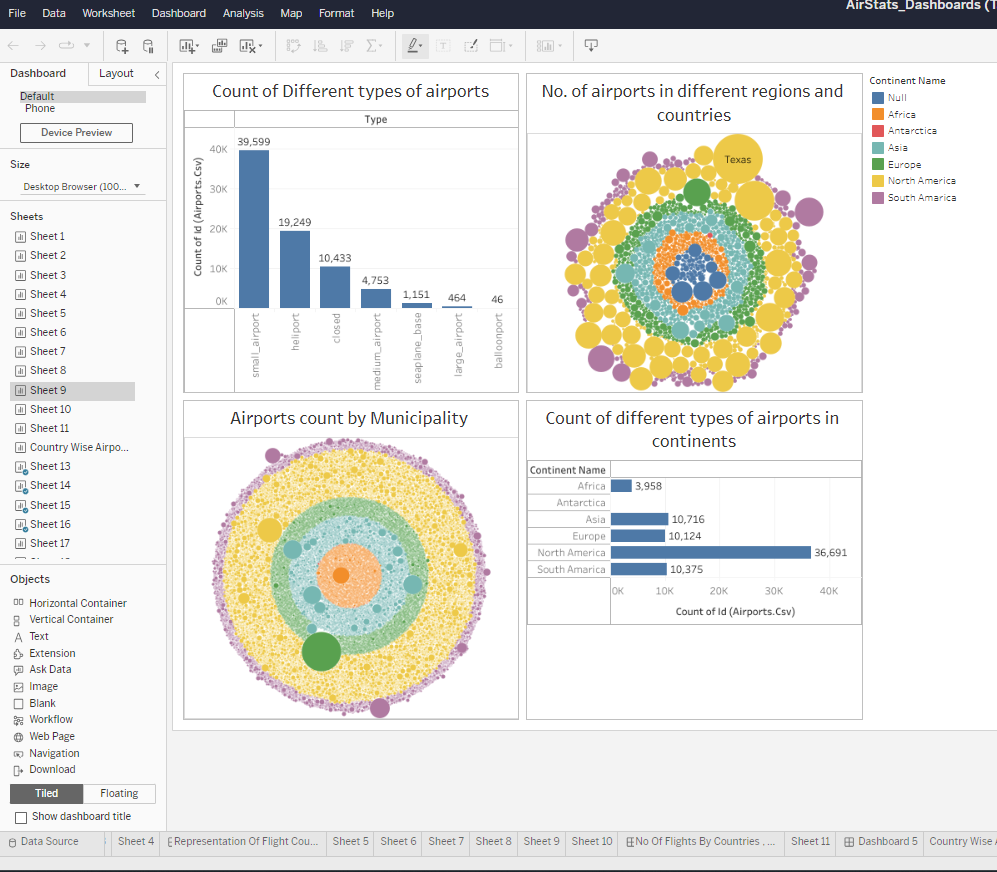 File Data Worksheet Dashboard Analysis Map Format Help
AirStats_Dashboards (T
Dashboard Layout
Default
Phone
Device Preview
Size
Desktop Browser (100...
Sheets
Sheet 1
Sheet 2
Sheet 3
Sheet 4
Sheet 5
Sheet 6
Sheet 7
Sheet 8
Sheet 9
Sheet 10
Sheet 11
Country Wise Airpo...
Sheet 13
Sheet 14
Sheet 15
Sheet 16
Sheet 17
Objects
Horizontal Container
Vertical Container
Text
Extension
Ask Data
Image
Blank
Workflow
Web Page
Navigation
Download
Tiled Floating
Show dashboard title
Count of Different types of airports
Type
Count of Id (Airports.Csv)
40K
30K
20K
10K
0K
39,599
19,249
10,433
4,753
1,151
464
46
small_airport
heliport
closed
medium_airport
seaplane_base
large_airport
balloonport
No. of airports in different regions and
countries
Texas
Continent Name
Null
Africa
Antarctica
Asia
Europe
North America
South America
Airports count by Municipality
Count of different types of airports in
continents
Continent Name
Africa 3,958
Antarctica
Asia 10,716
Europe 10,124
North America 36,691
South America 10,375
0K 10K 20K 30K 40K
Count of Id (Airports.Csv)
Data Source Sheet 4 Representation Of Flight Cou... Sheet 5 Sheet 6 Sheet 7 Sheet 8 Sheet 9 Sheet 10 No Of Flights By Countries , ... Sheet 11 Dashboard 5 Country Wise